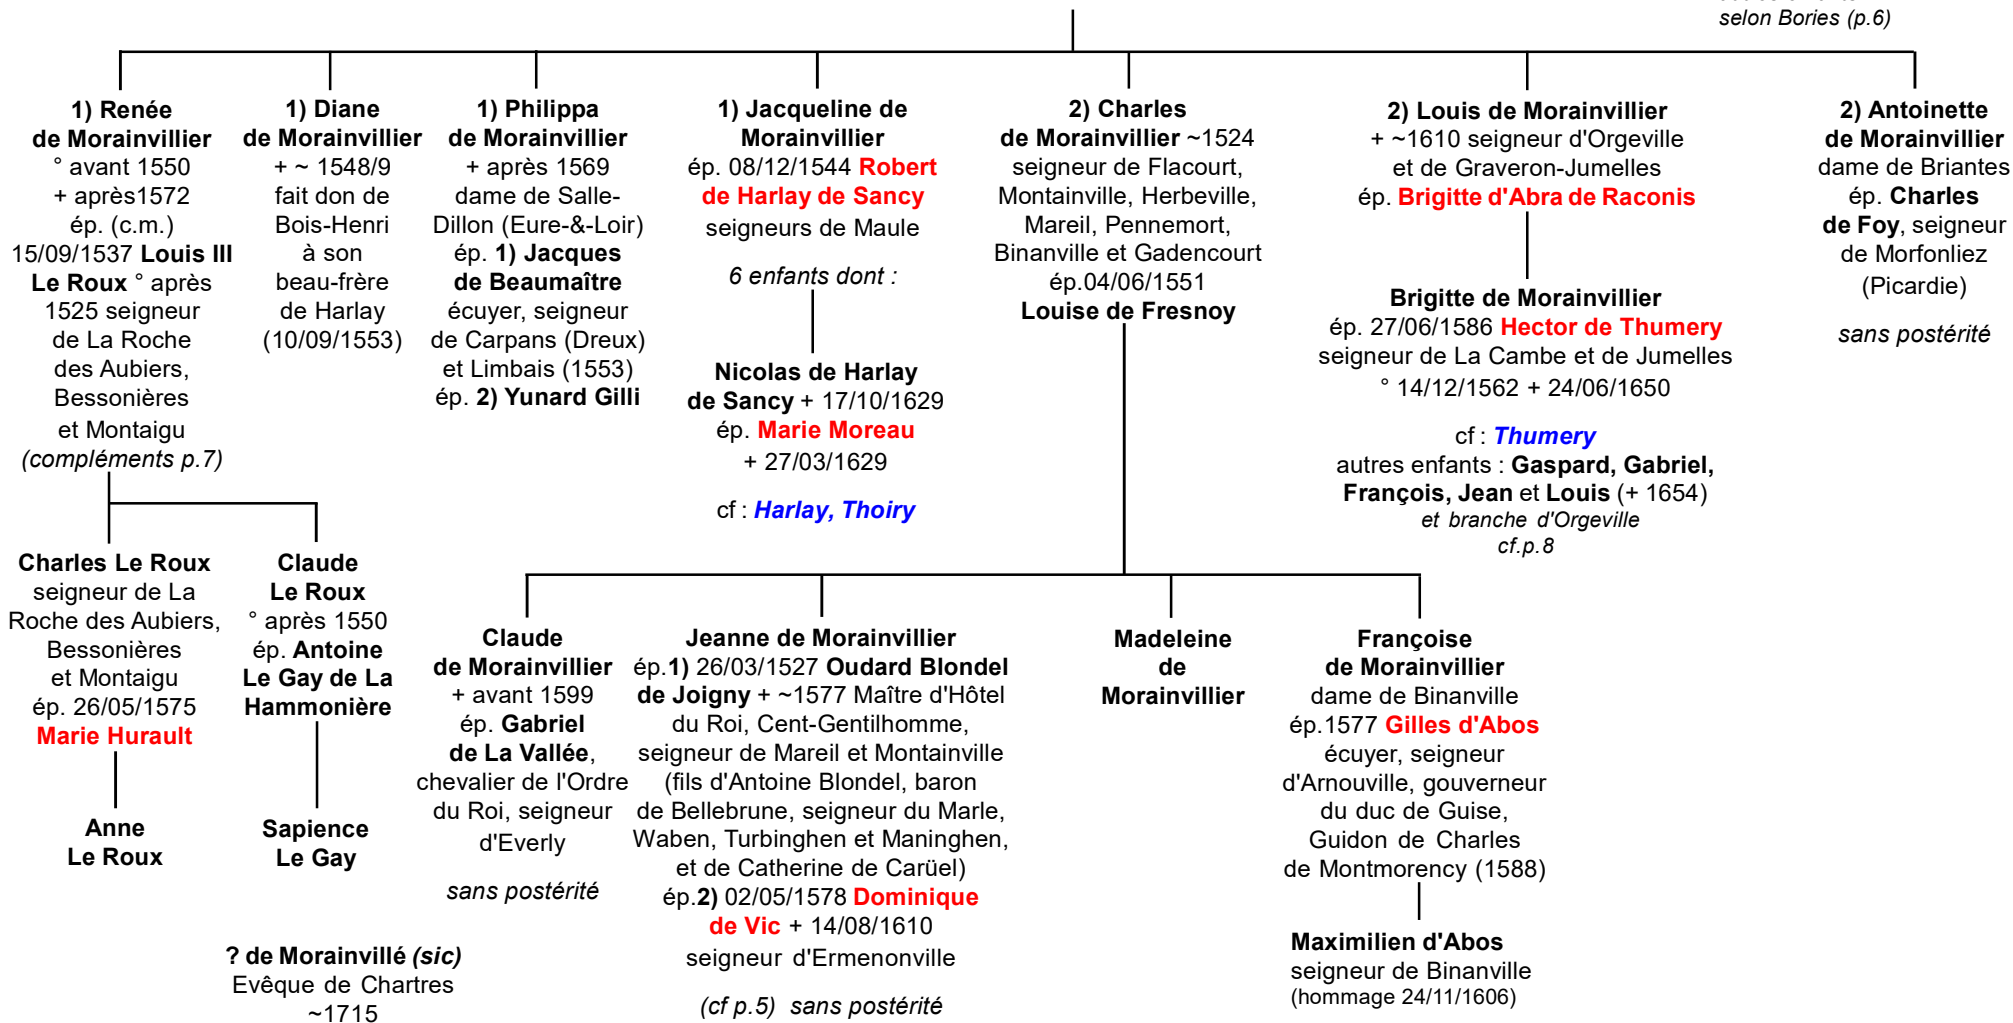 selon Bories (p.6)
1) Renée
de Morainvillier
° avant 1550
+ après1572
ép. (c.m.)
15/09/1537 Louis III
Le Roux ° après
1525 seigneur
de La Roche
des Aubiers,
Bessonières
et Montaigu
(compléments p.7)
1) Diane
de Morainvillier
+ ~ 1548/9
fait don de
Bois-Henri
à son
beau-frère
de Harlay
(10/09/1553)
1) Philippa
de Morainvillier
+ après 1569
dame de Salle-
Dillon (Eure-&-Loir)
ép. 1) Jacques
de Beaumaître
écuyer, seigneur
de Carpans (Dreux)
et Limbais (1553)
ép. 2) Yunard Gilli
1) Jacqueline de
Morainvillier
ép. 08/12/1544 Robert
de Harlay de Sancy
seigneurs de Maule
6 enfants dont :
Nicolas de Harlay
de Sancy + 17/10/1629
ép. Marie Moreau
+ 27/03/1629
cf : Harlay, Thoiry
2) Charles
de Morainvillier ~1524
seigneur de Flacourt,
Montainville, Herbeville,
Mareil, Pennemort,
Binanville et Gadencourt
ép.04/06/1551
Louise de Fresnoy
2) Louis de Morainvillier
+ ~1610 seigneur d'Orgeville
et de Graveron-Jumelles
ép. Brigitte d'Abra de Raconis
Brigitte de Morainvillier
ép. 27/06/1586 Hector de Thumery
seigneur de La Cambe et de Jumelles
° 14/12/1562 + 24/06/1650
cf : Thumery
autres enfants : Gaspard, Gabriel,
François, Jean et Louis (+ 1654)
et branche d'Orgeville
cf.p.8
2) Antoinette
de Morainvillier
dame de Briantes
ép. Charles
de Foy, seigneur
de Morfonliez
(Picardie)
sans postérité
Charles Le Roux
seigneur de La
Roche des Aubiers,
Bessonières
et Montaigu
ép. 26/05/1575
Marie Hurault
Anne
Le Roux
Claude
Le Roux
° après 1550
ép. Antoine
Le Gay de La
Hammonière
Sapience
Le Gay
Claude
de Morainvillier
+ avant 1599
ép. Gabriel
de La Vallée,
chevalier de l'Ordre
du Roi, seigneur
d'Everly
sans postérité
Jeanne de Morainvillier
ép.1) 26/03/1527 Oudard Blondel
de Joigny + ~1577 Maître d'Hôtel
du Roi, Cent-Gentilhomme,
seigneur de Mareil et Montainville
(fils d'Antoine Blondel, baron
de Bellebrune, seigneur du Marle,
Waben, Turbinghen et Maninghen,
et de Catherine de Carüel)
ép.2) 02/05/1578 Dominique
de Vic + 14/08/1610
seigneur d'Ermenonville
(cf p.5) sans postérité
Madeleine
de
Morainvillier
Françoise
de Morainvillier
dame de Binanville
ép.1577 Gilles d'Abos
écuyer, seigneur
d'Arnouville, gouverneur
du duc de Guise,
Guidon de Charles
de Montmorency (1588)
Maximilien d'Abos
seigneur de Binanville
(hommage 24/11/1606)
? de Morainvillé (sic)
Evêque de Chartres
~1715